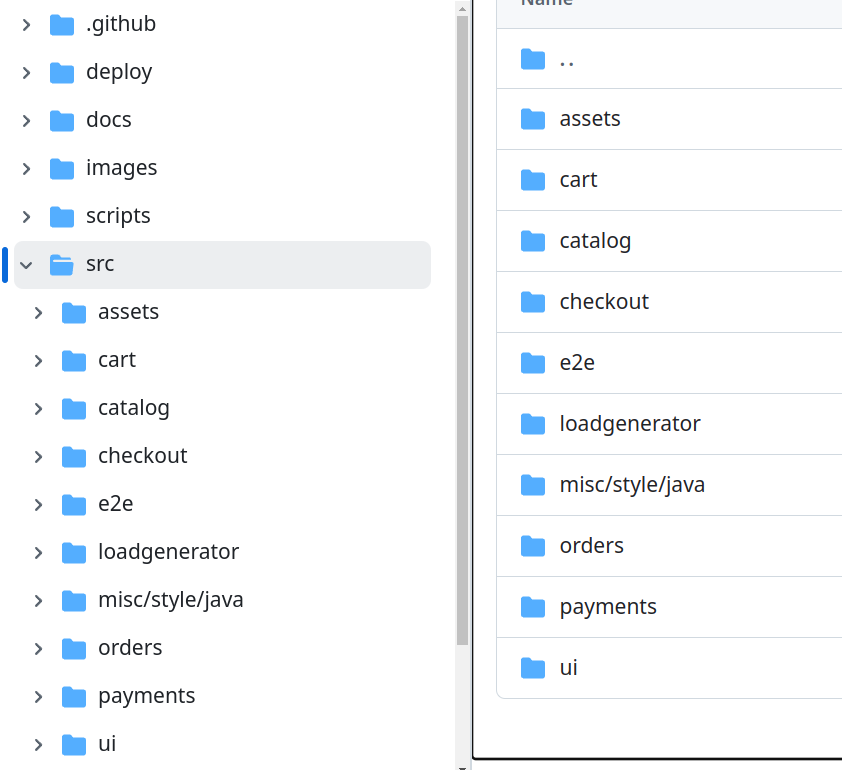 .github
deploy
docs
images
scripts
src
assets
cart
catalog
checkout
e2e
loadgenerator
misc/style/java
orders
payments
ui
Name
..
assets
cart
catalog
checkout
e2e
loadgenerator
misc/style/java
orders
payments
ui